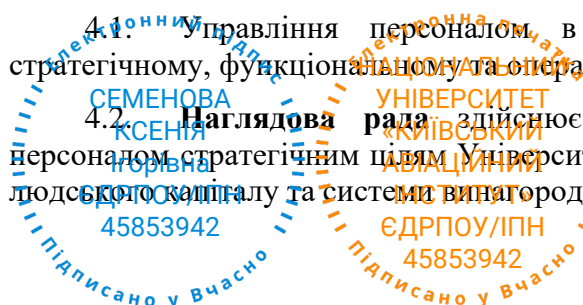 4.1. Управління персоналом в
стратегічному, функціональному та опера
4.2. Наглядова рада здійснює
персоналом стратегічним цілям Університ
людського капіталу та системи винагород
Електронний підпис
СЕМЕНОВА
КСЕНІЯ
Ігорівна
ЄДРПОУ/ІПН
45853942
Підписано у Вчасно
Електронна печатка
НАЦІОНАЛЬНИЙ
УНІВЕРСИТЕТ
«КИЇВСЬКИЙ
АВІАЦІЙНИЙ
ІНСТИТУТ»
ЄДРПОУ/ІПН
45853942
Підписано у Вчасно